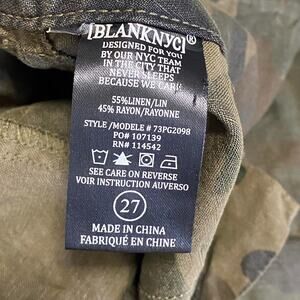 [BLANKNYC]®
DESIGNED FOR YOU
BY OUR NYC TEAM
IN THE CITY THAT
NEVER SLEEPS
BECAUSE WE CARE
55%LINEN/LIN
45% RAYON/RAYONNE
STYLE/MODELE # 73PG2098
PO# 107139
RN# 114542
SEE CARE ON REVERSE
VOIR INSTRUCTION AUVERSO
27
MADE IN CHINA
FABRIQUÉ EN CHINE